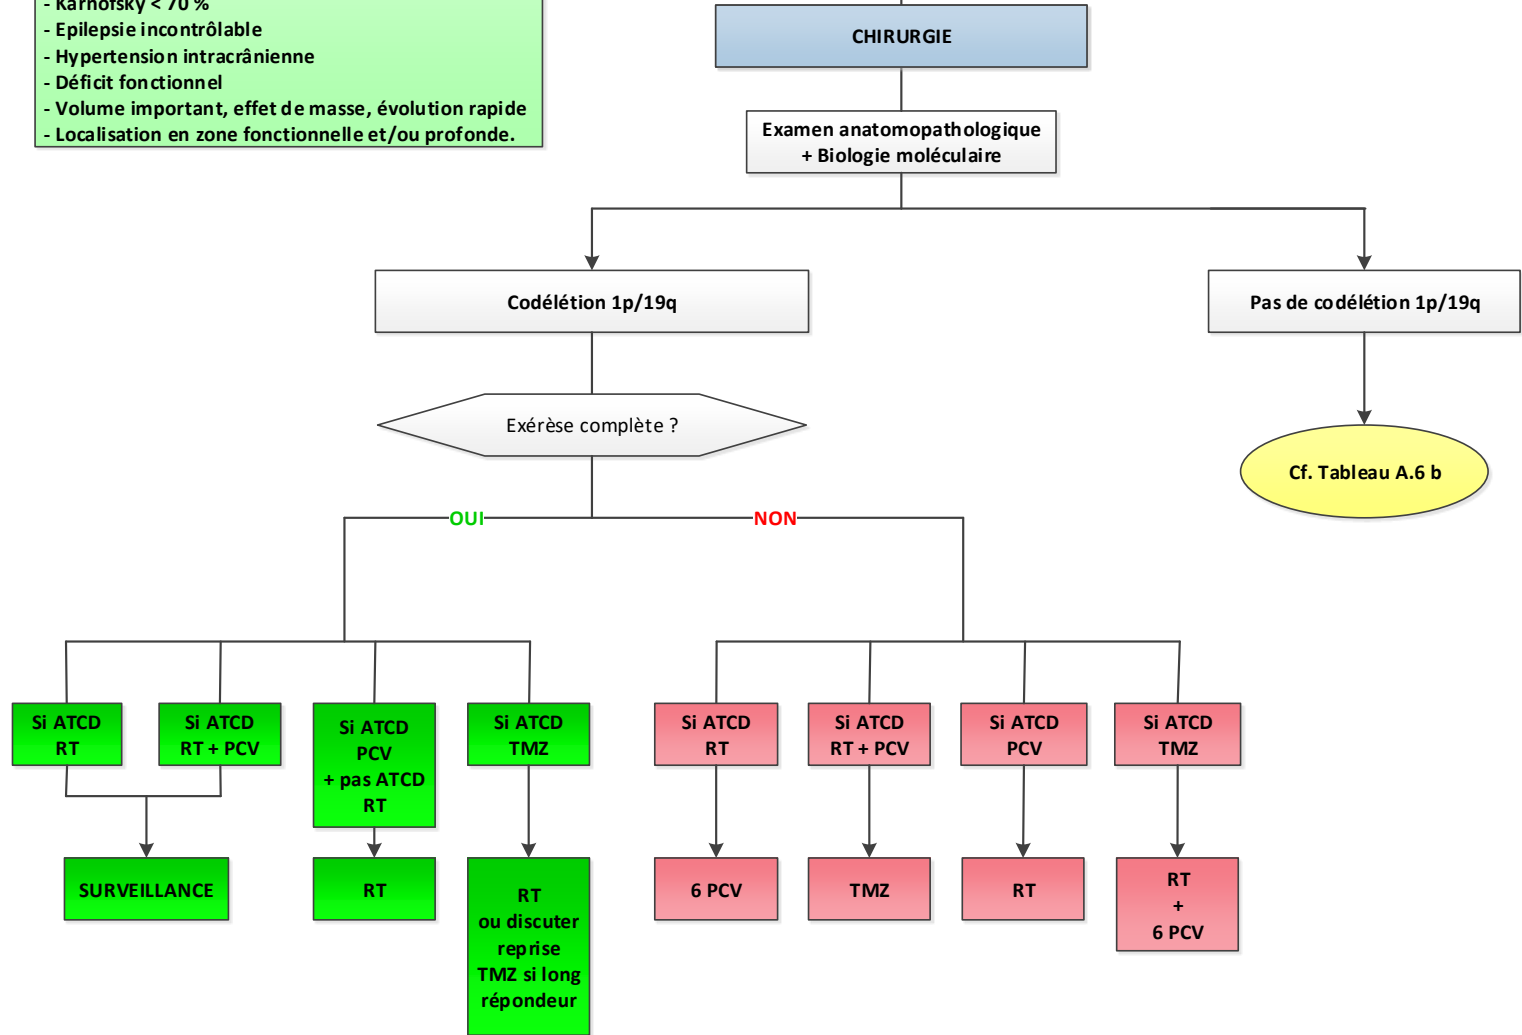 - Karnofsky < 70 %
- Epilepsie incontrôlable
- Hypertension intracrânienne
- Déficit fonctionnel
- Volume important, effet de masse, évolution rapide
- Localisation en zone fonctionnelle et/ou profonde.
CHIRURGIE
Examen anatomopathologique
+ Biologie moléculaire
Codélétion 1p/19q
Pas de codélétion 1p/19q
Exérèse complète ?
Cf. Tableau A.6 b
OUI
NON
Si ATCD
RT
Si ATCD
RT + PCV
Si ATCD
PCV
+ pas ATCD
RT
Si ATCD
TMZ
Si ATCD
RT
Si ATCD
RT + PCV
Si ATCD
PCV
Si ATCD
TMZ
SURVEILLANCE
RT
RT
ou discuter
reprise
TMZ si long
répondeur
6 PCV
TMZ
RT
RT
+
6 PCV